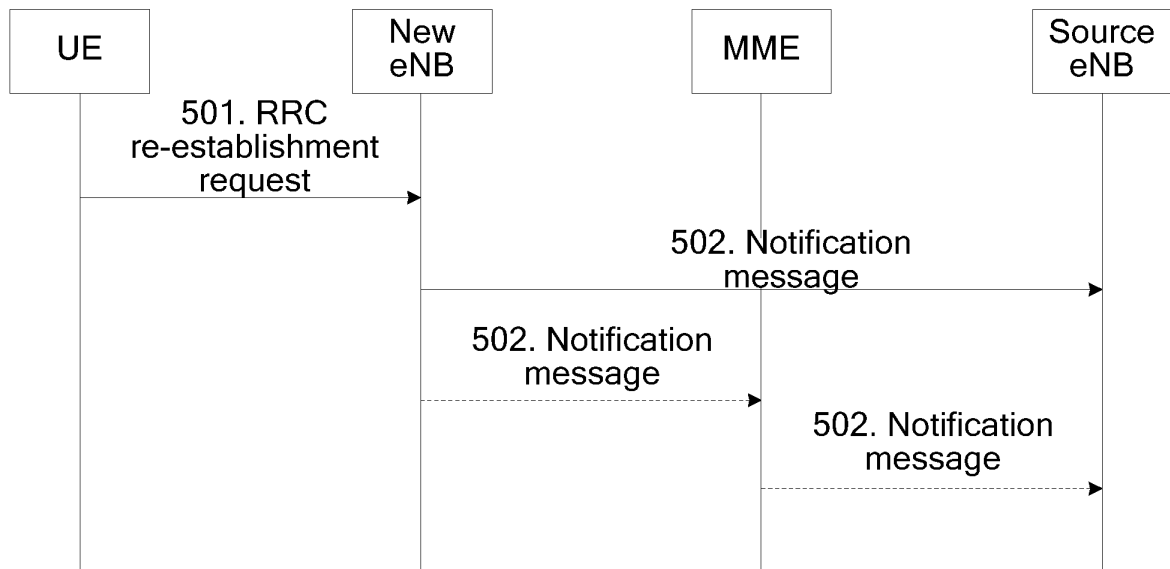 UE
New
eNB
MME
Source
eNB
501. RRC
re-establishment
request
502. Notification
message
502. Notification
message
502. Notification
message